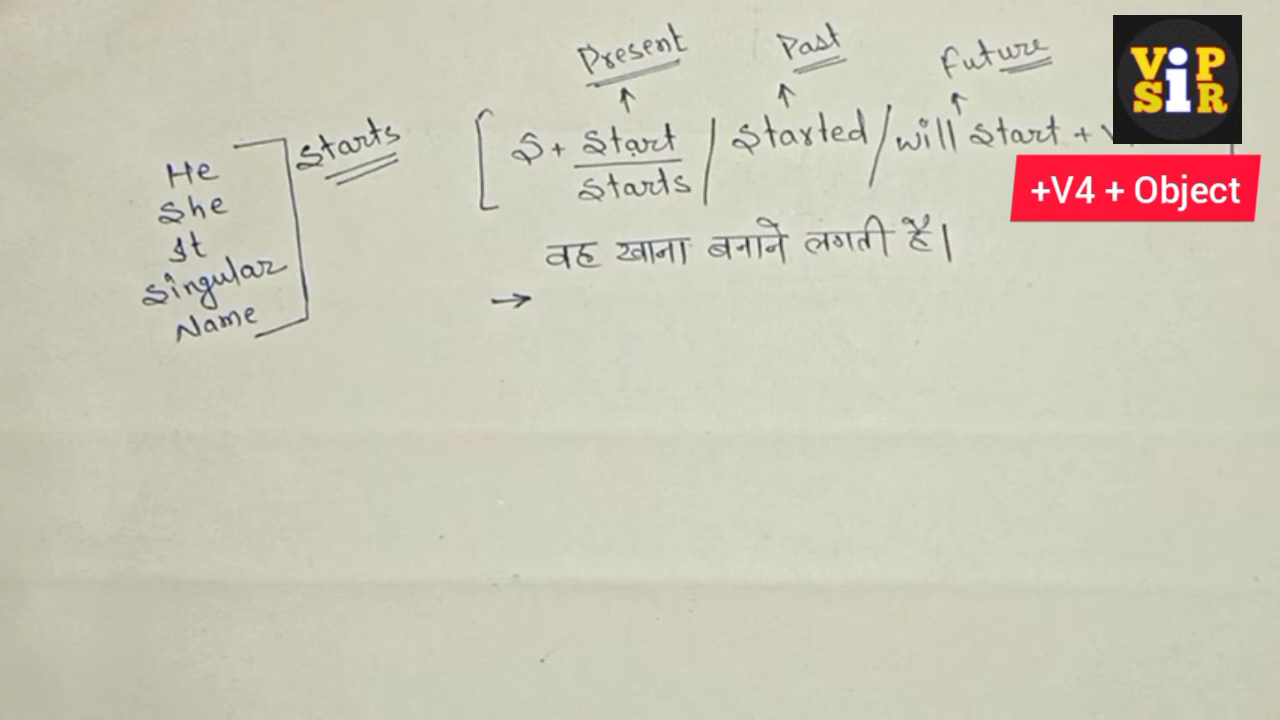 Present Past Future
ViP SiR
S + Start / Started / will Start +
Starts
+V4 + Object
He
She
It
Singular
Name
Starts
वह खाना बनाने लगती है।
→